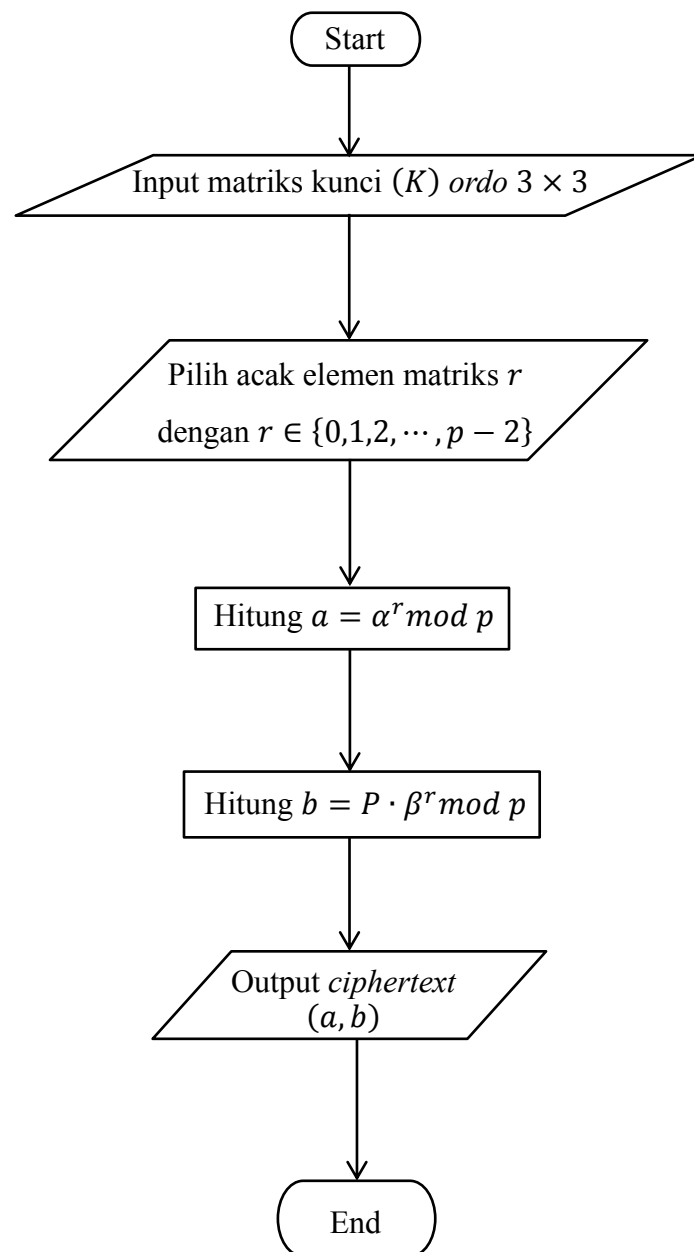 Start
Input matriks kunci (𝐾) ordo 3 × 3
Pilih acak elemen matriks 𝑟
dengan 𝑟 ∈ {0,1,2, ⋯ , 𝑝 − 2}
Hitung 𝑎 = 𝛼^𝑟 𝑚𝑜𝑑 𝑝
Hitung 𝑏 = 𝑃 ∙ 𝛽^𝑟 𝑚𝑜𝑑 𝑝
Output ciphertext
(𝑎, 𝑏)
End